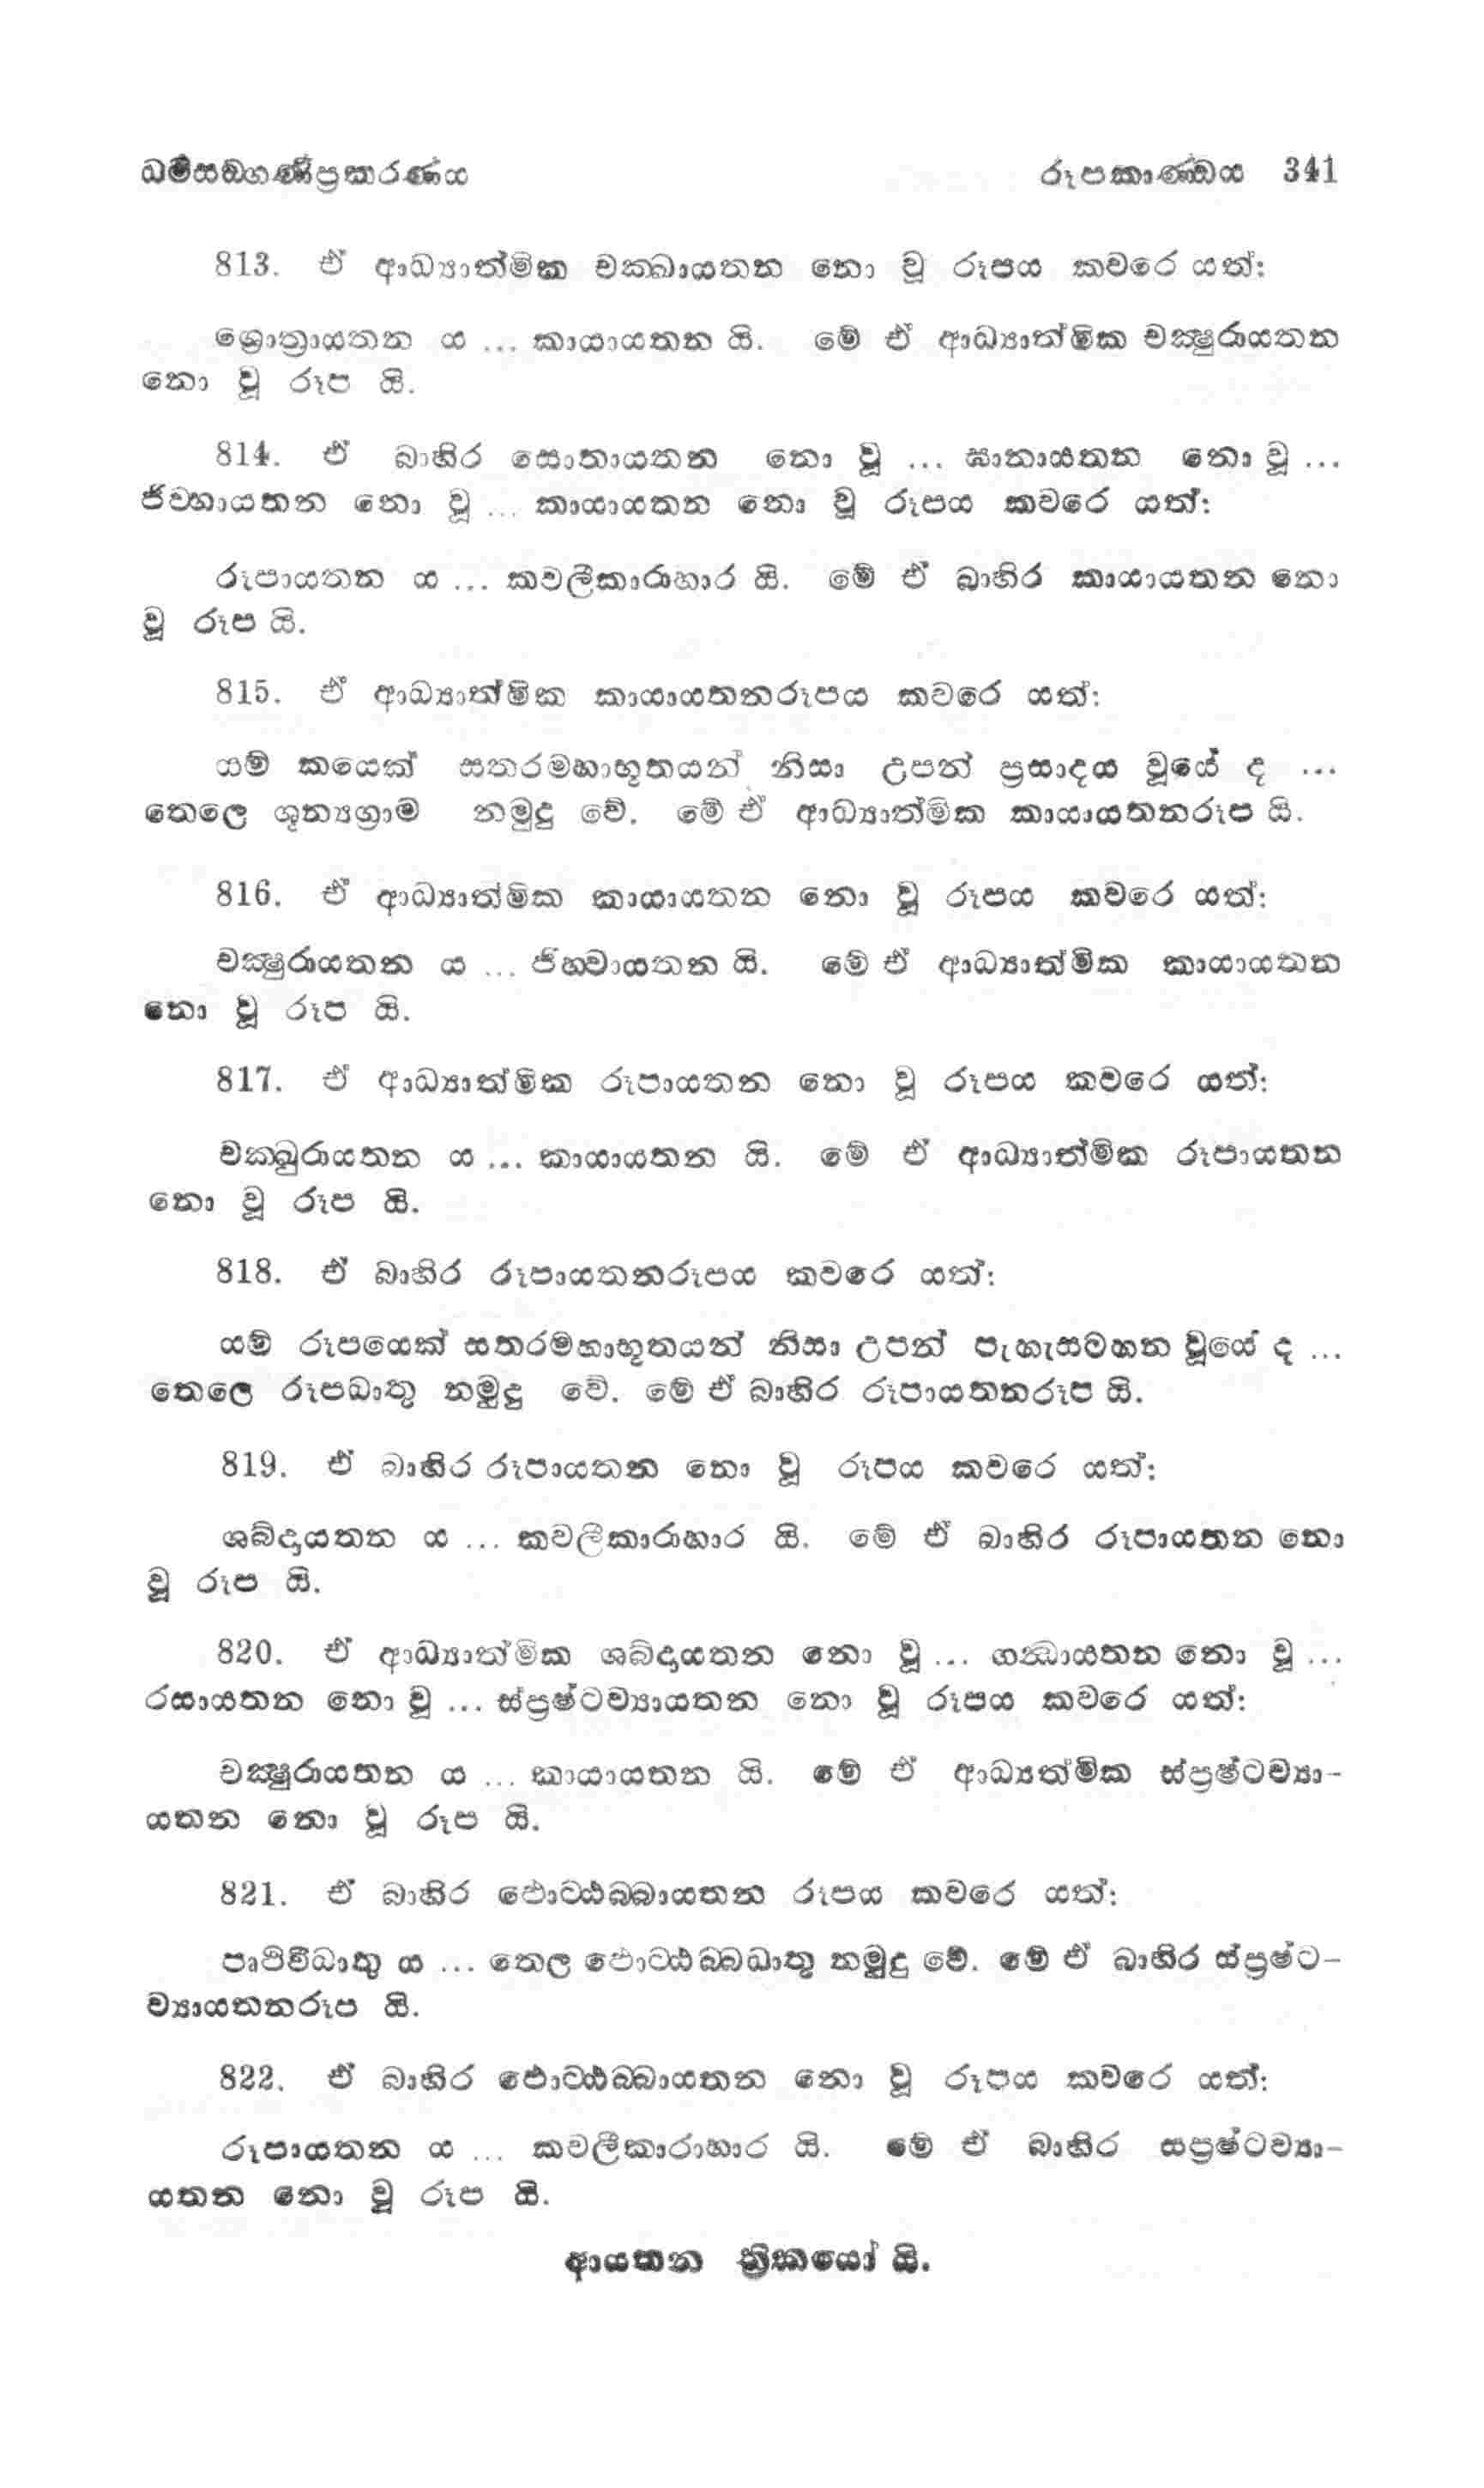 ධම්සඞගණිප්‍රකරණය රූපකාණ්ඩය 341
813. ඒ ආධ්‍යාත්මික චක්ඛායතන නො වූ රූපය කවරෙ යත්:
ශ්‍රොත්‍රායතන ය ... කායායතන යි. මේ ඒ ආධ්‍යාත්මික චක්‍ෂුරායතන
නො වූ රූප යි.
814. ඒ බාහිර සොතායතන නො වූ ... ඝානායතන නො වූ ...
ජිව්හායතන නො වූ ... කායායතන නො වූ රූපය කවරෙ යත්:
රූපායතන ය ... කවලීකාරාහාර යි. මේ ඒ බාහිර කායායතන නො
වූ රූප යි.
815. ඒ ආධ්‍යාත්මික කායායතනරූපය කවරෙ යත්:
යම් කයෙක් සතරමහාභූතයන් නිසා උපන් ප්‍රසාදය වූයේ ද ...
තෙලෙ ශූන්‍යග්‍රාම නමුදු වේ. මේ ඒ ආධ්‍යාත්මික කායායතනරූප යි.
816. ඒ ආධ්‍යාත්මික කායායතන නො වූ රූපය කවරෙ යත්:
චක්‍ෂුරායතන ය ... ජිහ්වායතන යි. මේ ඒ ආධ්‍යාත්මික කායායතන
නො වූ රූප යි.
817. ඒ ආධ්‍යාත්මික රූපායතන නො වූ රූපය කවරෙ යත්:
චක්ඛුරායතන ය ... කායායතන යි. මේ ඒ ආධ්‍යාත්මික රූපායතන
නො වූ රූප යි.
818. ඒ බාහිර රූපායතනරූපය කවරෙ යත්:
යම් රූපයෙක් සතරමහාභූතයන් නිසා උපන් පැහැසටහන වූයේ ද ...
තෙලෙ රූපධාතු නමුදු වේ. මේ ඒ බාහිර රූපායතනරූප යි.
819. ඒ බාහිර රූපායතන නො වූ රූපය කවරෙ යත්:
ශබ්දායතන ය ... කවලීකාරාහාර යි. මේ ඒ බාහිර රූපායතන නො
වූ රූප යි.
820. ඒ ආධ්‍යාත්මික ශබ්දායතන නො වූ ... ගන්‍ධායතන නො වූ ...
රසායතන නො වූ ... ස්ප්‍රෂ්ටව්‍යායතන නො වූ රූපය කවරෙ යත්:
චක්‍ෂුරායතන ය ... කායායතන යි. මේ ඒ ආධ්‍යත්මික ස්ප්‍රෂ්ටව්‍යා-
යතන නො වූ රූප යි.
821. ඒ බාහිර ඵොට්ඨබ්බායතන රූපය කවරෙ යත්:
පෘථිවීධාතු ය ... තෙල ඵොට්ඨබ්බධාතු නමුදු වේ. මේ ඒ බාහිර ස්ප්‍රෂ්ට-
ව්‍යායතනරූප යි.
822. ඒ බාහිර ඵොට්ඨබ්බායතන නො වූ රූපය කවරෙ යත්:
රූපායතන ය ... කවලීකාරාහාර යි. මේ ඒ බාහිර ස්ප්‍රෂ්ටව්‍යා-
යතන නො වූ රූප යි.
ආයතන ත්‍රිකයෝ යි.